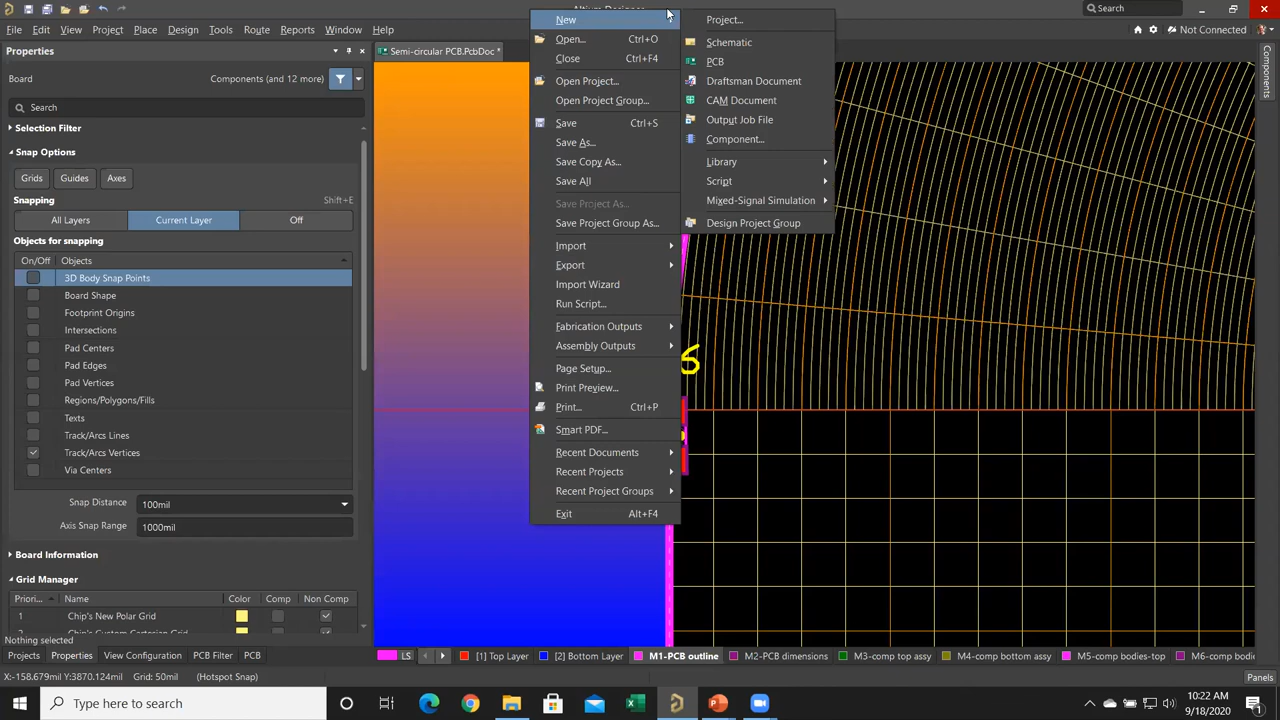 Altium Designer
Search
File Edit View Project Place Design Tools Route Reports Window Help
Not Connected
Properties
Semi-circular PCB.PcbDoc *
Board
Components (and 12 more)
Search
Selection Filter
Snap Options
Grids Guides Axes
Snapping Shift+E
All Layers Current Layer Off
Objects for snapping
On/Off Objects
3D Body Snap Points
Board Shape
Footprint Origins
Intersections
Pad Centers
Pad Edges
Pad Vertices
Regions/Polygons/Fills
Texts
Track/Arcs Lines
Track/Arcs Vertices
Via Centers
Snap Distance 100mil
Axis Snap Range 1000mil
Board Information
Grid Manager
Priori... Name Color Comp Non Comp
1 Chip's New Polar Grid
Chip's Custom Cartesian Grid
Nothing selected
Projects Properties View Configuration PCB Filter PCB
New
Open... Ctrl+O
Close Ctrl+F4
Open Project...
Open Project Group...
Save Ctrl+S
Save As...
Save Copy As...
Save All
Save Project As...
Save Project Group As...
Import
Export
Import Wizard
Run Script...
Fabrication Outputs
Assembly Outputs
Page Setup...
Print Preview...
Print... Ctrl+P
Smart PDF...
Recent Documents
Recent Projects
Recent Project Groups
Exit Alt+F4
Project...
Schematic
PCB
Draftsman Document
CAM Document
Output Job File
Component...
Library
Script
Mixed-Signal Simulation
Design Project Group
6
Components
LS [1] Top Layer [2] Bottom Layer M1-PCB outline M2-PCB dimensions M3-comp top assy M4-comp bottom assy M5-comp bodies-top M6-comp bodi
X:-158.679mil Y:3870.124mil Grid: 50mil (Hotspot Snap)
Panels
Type here to search
10:22 AM
9/18/2020
1